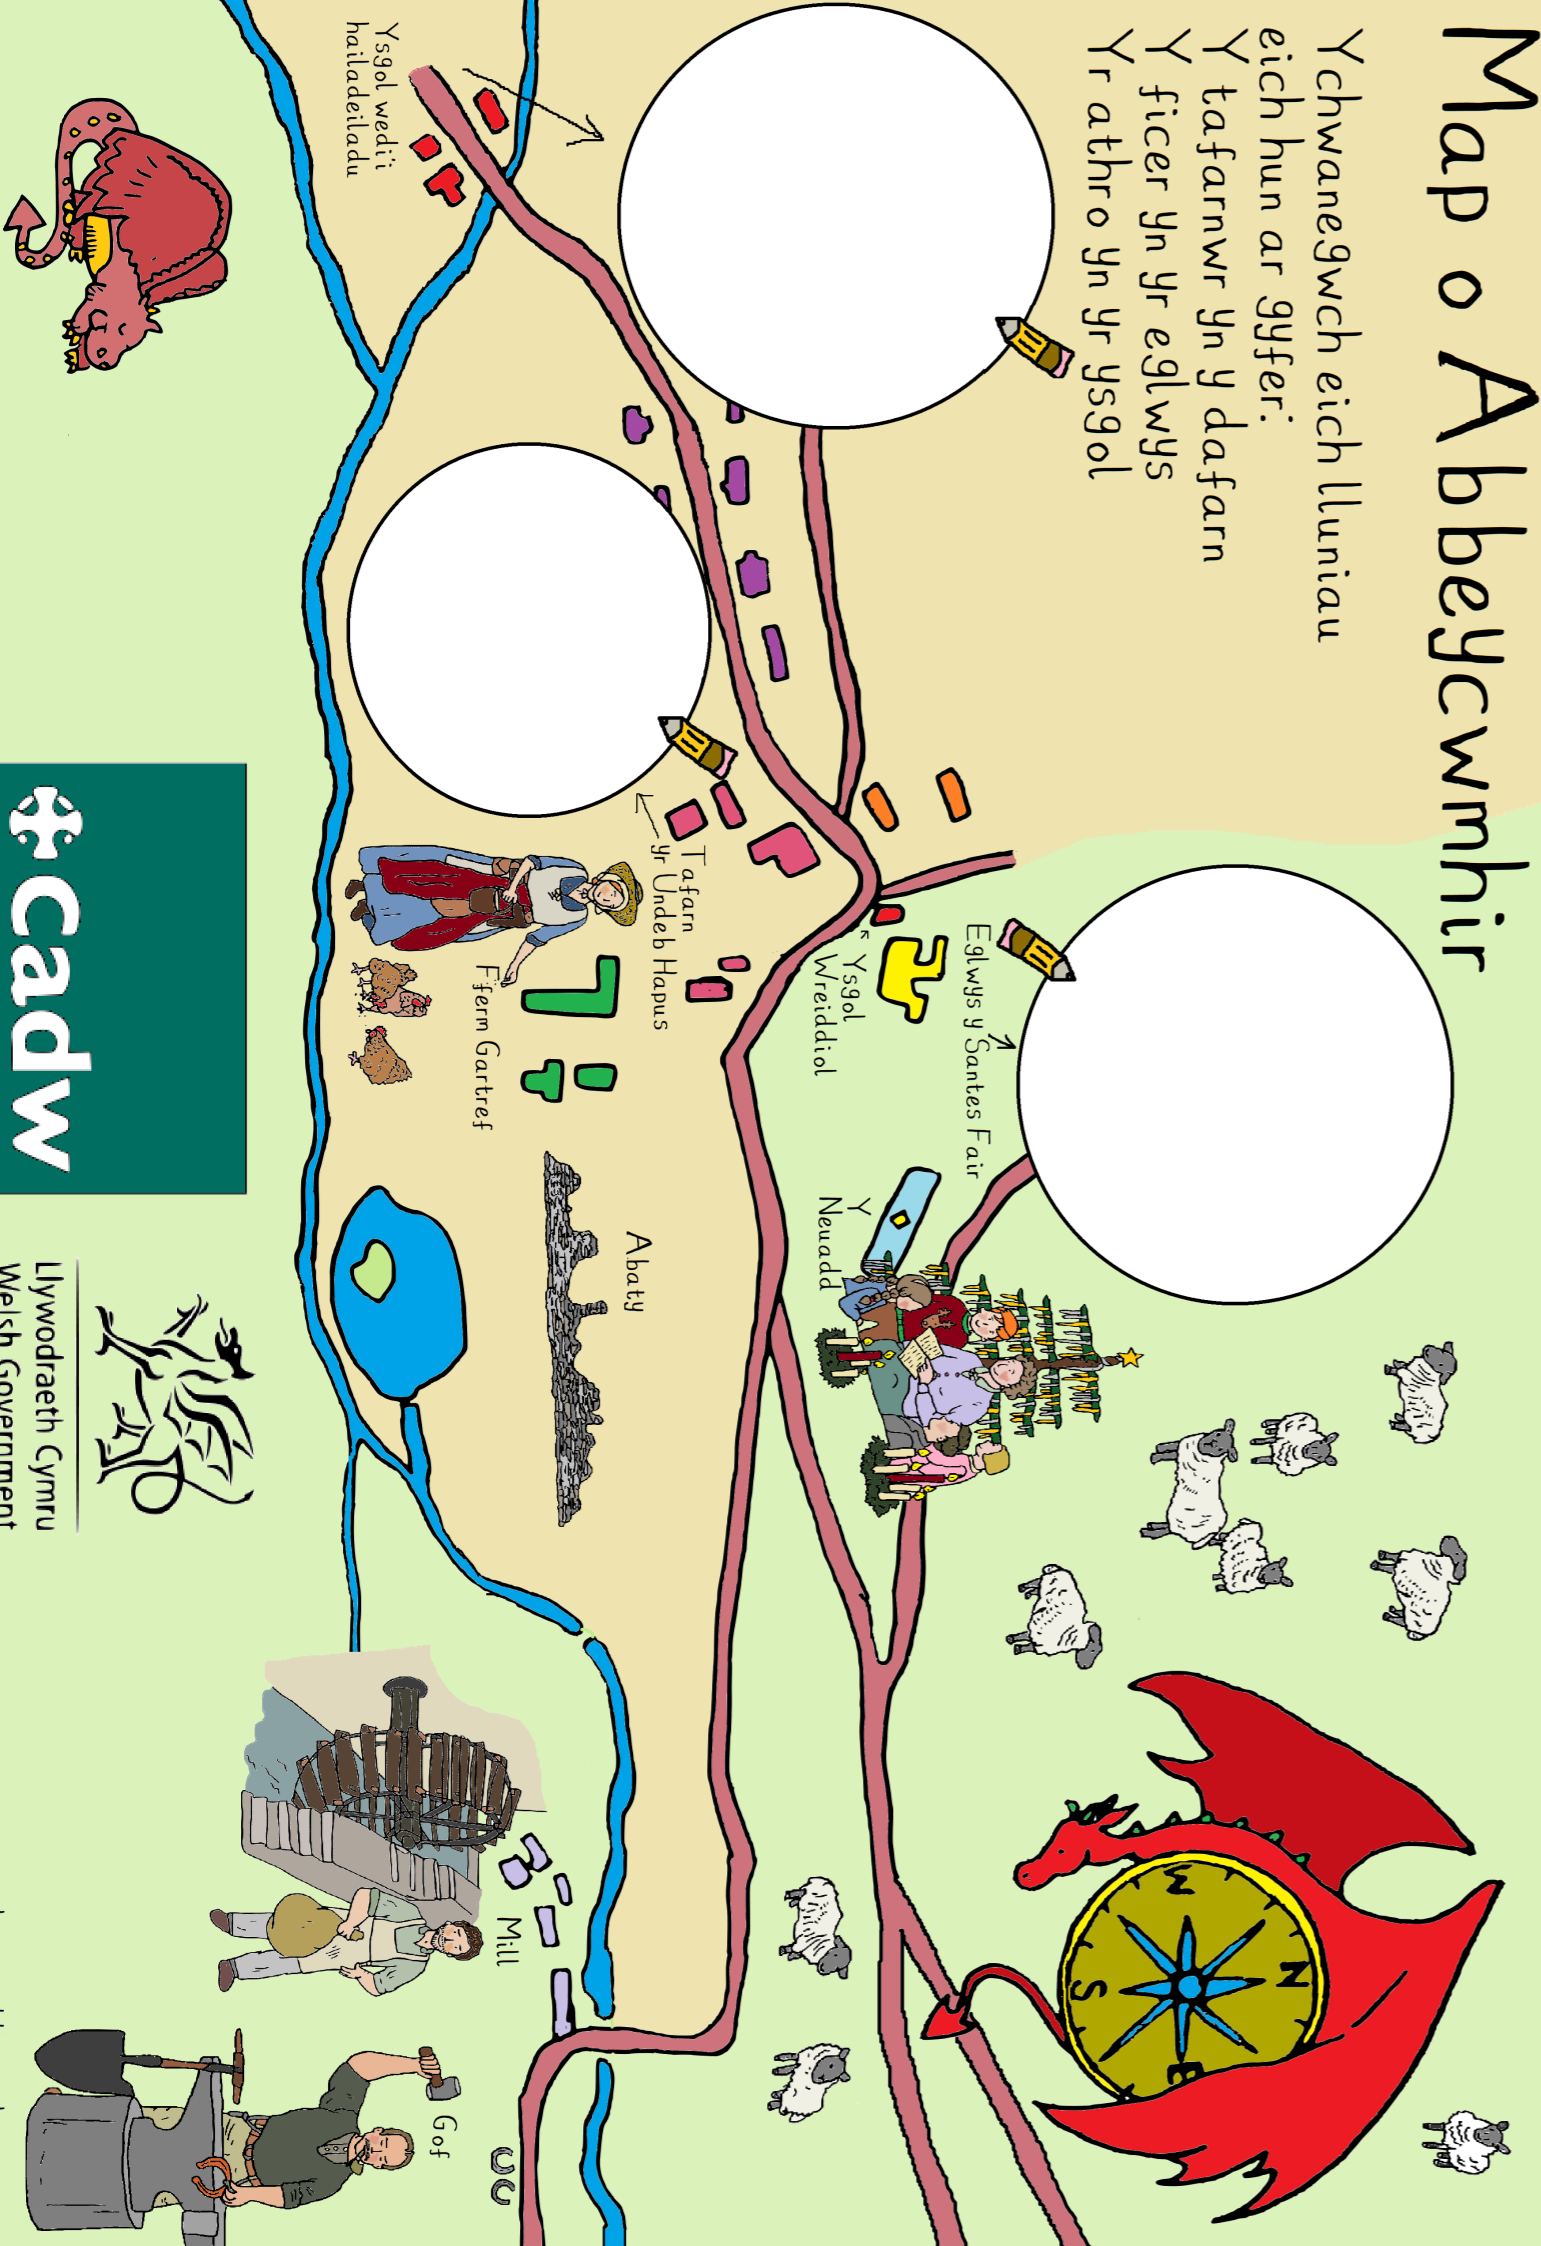 Map o Abbeycwmhir
Ychwanegwch eich lluniau
eich hun ar gyfer:
Y tafarnwr yn y dafarn
Y ficer yn yr eglwys
Yr athro yn yr ysgol
Ysgol wedi'i
hailadeiladu
Tafarn
yr Undeb Hapus
Fferm Gartref
Ysgol
Wreiddiol
Eglwys y Santes Fair
Y
Neuadd
Abaty
Mill
Gof
N
E
S
W
Cadw
Llywodraeth Cymru
Welsh Government